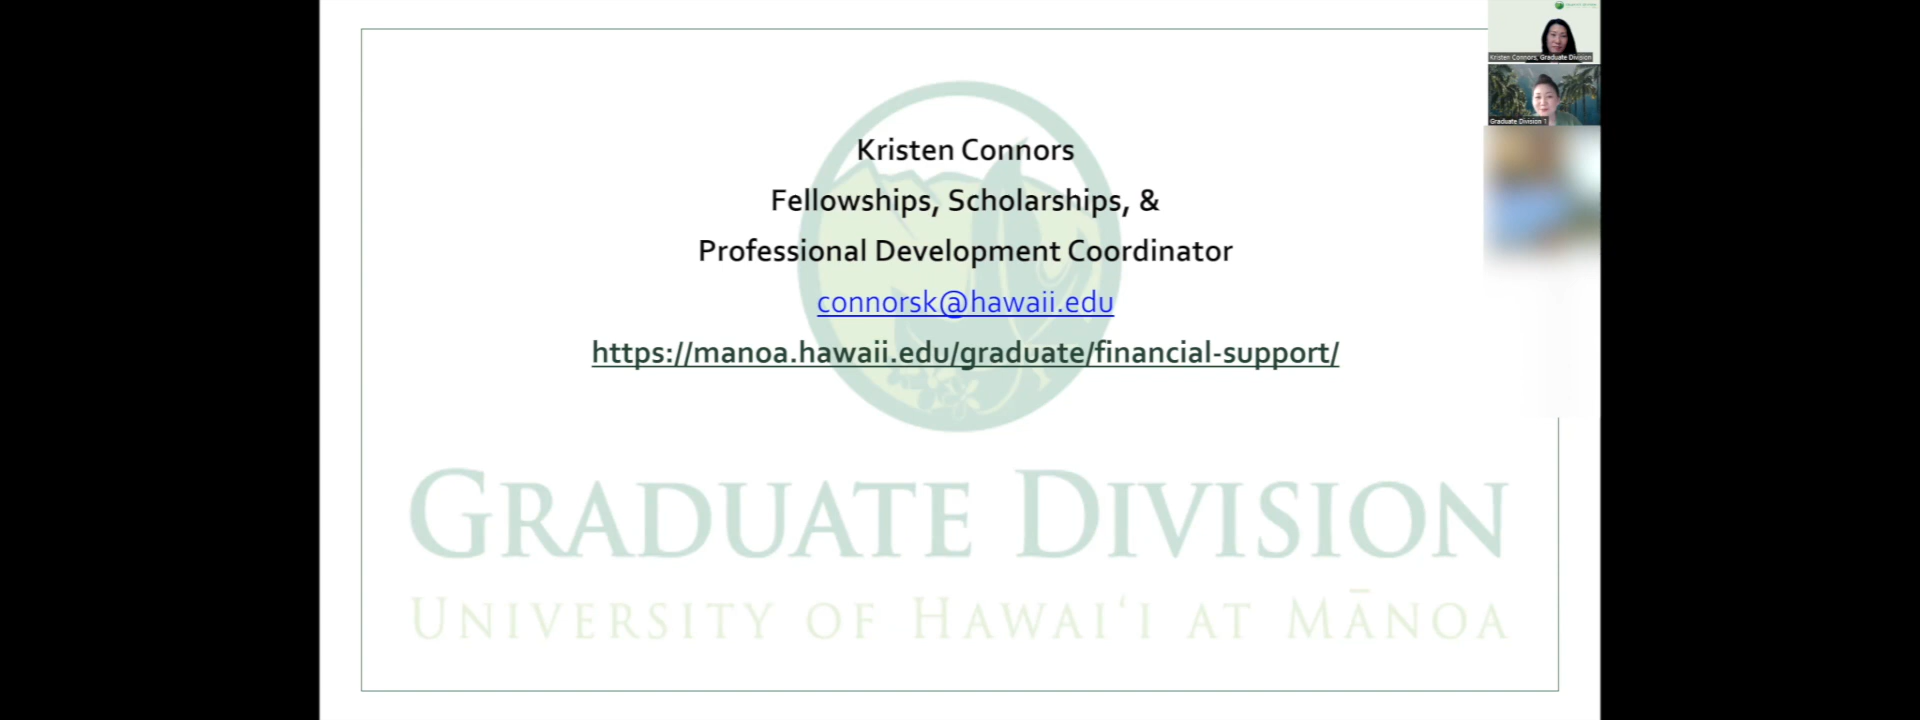 Kristen Connors
Fellowships, Scholarships, &
Professional Development Coordinator
connorsk@hawaii.edu
https://manoa.hawaii.edu/graduate/financial-support/
GRADUATE DIVISION
UNIVERSITY OF HAWAIʻI AT MĀNOA
Kristen Connors, Graduate Division
Graduate Division 1